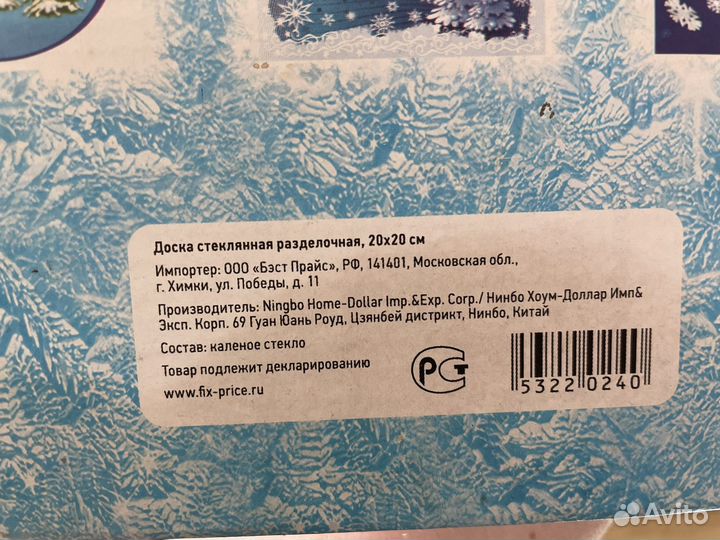 Доска стеклянная разделочная, 20х20 см
Импортер: ООО «Бэст Прайс», РФ, 141401, Московская обл.,
г. Химки, ул. Победы, д. 11
Производитель: Ningbo Home-Dollar Imp.&Exp. Corp./ Нинбо Хоум-Доллар Имп&
Эксп. Корп. 69 Гуан Юань Роуд, Цзянбей дистрикт, Нинбо, Китай
Состав: каленое стекло
Товар подлежит декларированию
www.fix-price.ru
РСТ
53220240
Avito